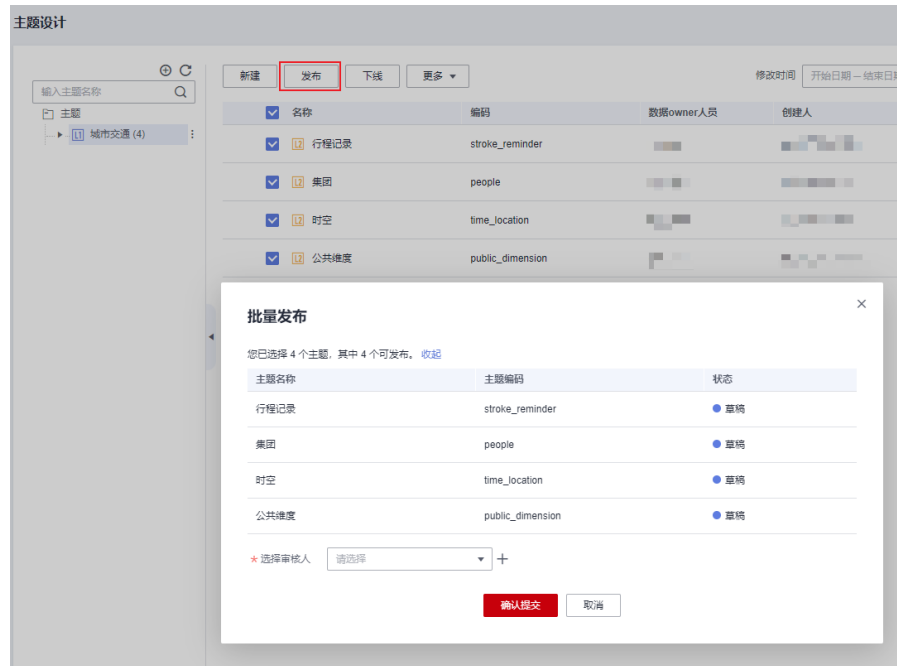 主题设计
新建 发布 下线 更多 修改时间 开始日期 – 结束日期
输入主题名称
主题
L1 城市交通 (4)
名称 编码 数据owner人员 创建人
L2 行程记录 stroke_reminder
L2 集团 people
L2 时空 time_location
L2 公共维度 public_dimension
批量发布
您已选择 4 个主题，其中 4 个可发布。 收起
主题名称 主题编码 状态
行程记录 stroke_reminder 草稿
集团 people 草稿
时空 time_location 草稿
公共维度 public_dimension 草稿
* 选择审核人 请选择
确认提交 取消